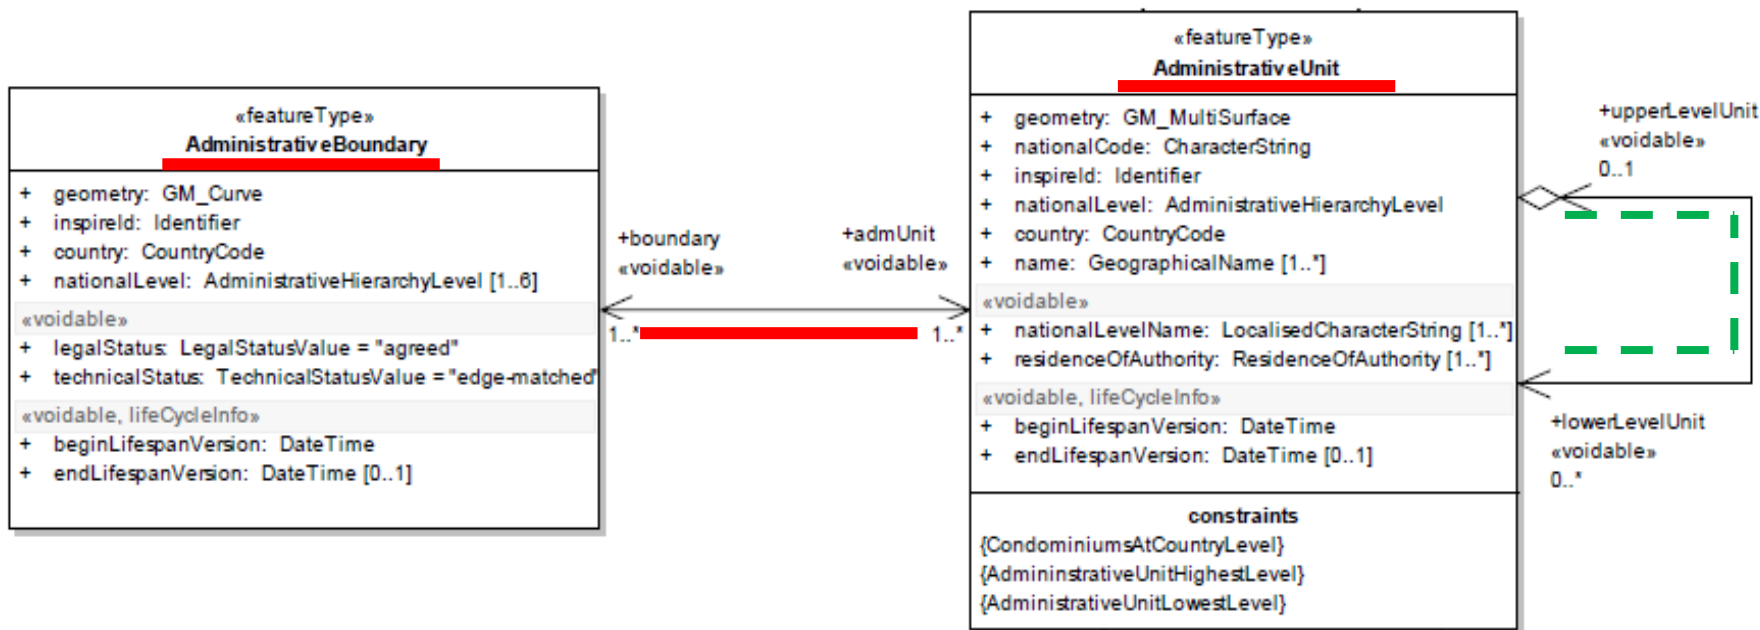 «featureType»
AdministrativeBoundary
+ geometry: GM_Curve
+ inspireId: Identifier
+ country: CountryCode
+ nationalLevel: AdministrativeHierarchyLevel [1..6]
«voidable»
+ legalStatus: LegalStatusValue = "agreed"
+ technicalStatus: TechnicalStatusValue = "edge-matched"
«voidable, lifeCycleInfo»
+ beginLifespanVersion: DateTime
+ endLifespanVersion: DateTime [0..1]
+boundary
«voidable»
1..*
+admUnit
«voidable»
1..*
«featureType»
AdministrativeUnit
+ geometry: GM_MultiSurface
+ nationalCode: CharacterString
+ inspireId: Identifier
+ nationalLevel: AdministrativeHierarchyLevel
+ country: CountryCode
+ name: GeographicalName [1..*]
«voidable»
+ nationalLevelName: LocalisedCharacterString [1..*]
+ residenceOfAuthority: ResidenceOfAuthority [1..*]
«voidable, lifeCycleInfo»
+ beginLifespanVersion: DateTime
+ endLifespanVersion: DateTime [0..1]
constraints
{CondominiumsAtCountryLevel}
{AdmininstrativeUnitHighestLevel}
{AdministrativeUnitLowestLevel}
+upperLevelUnit
«voidable»
0..1
+lowerLevelUnit
«voidable»
0..*